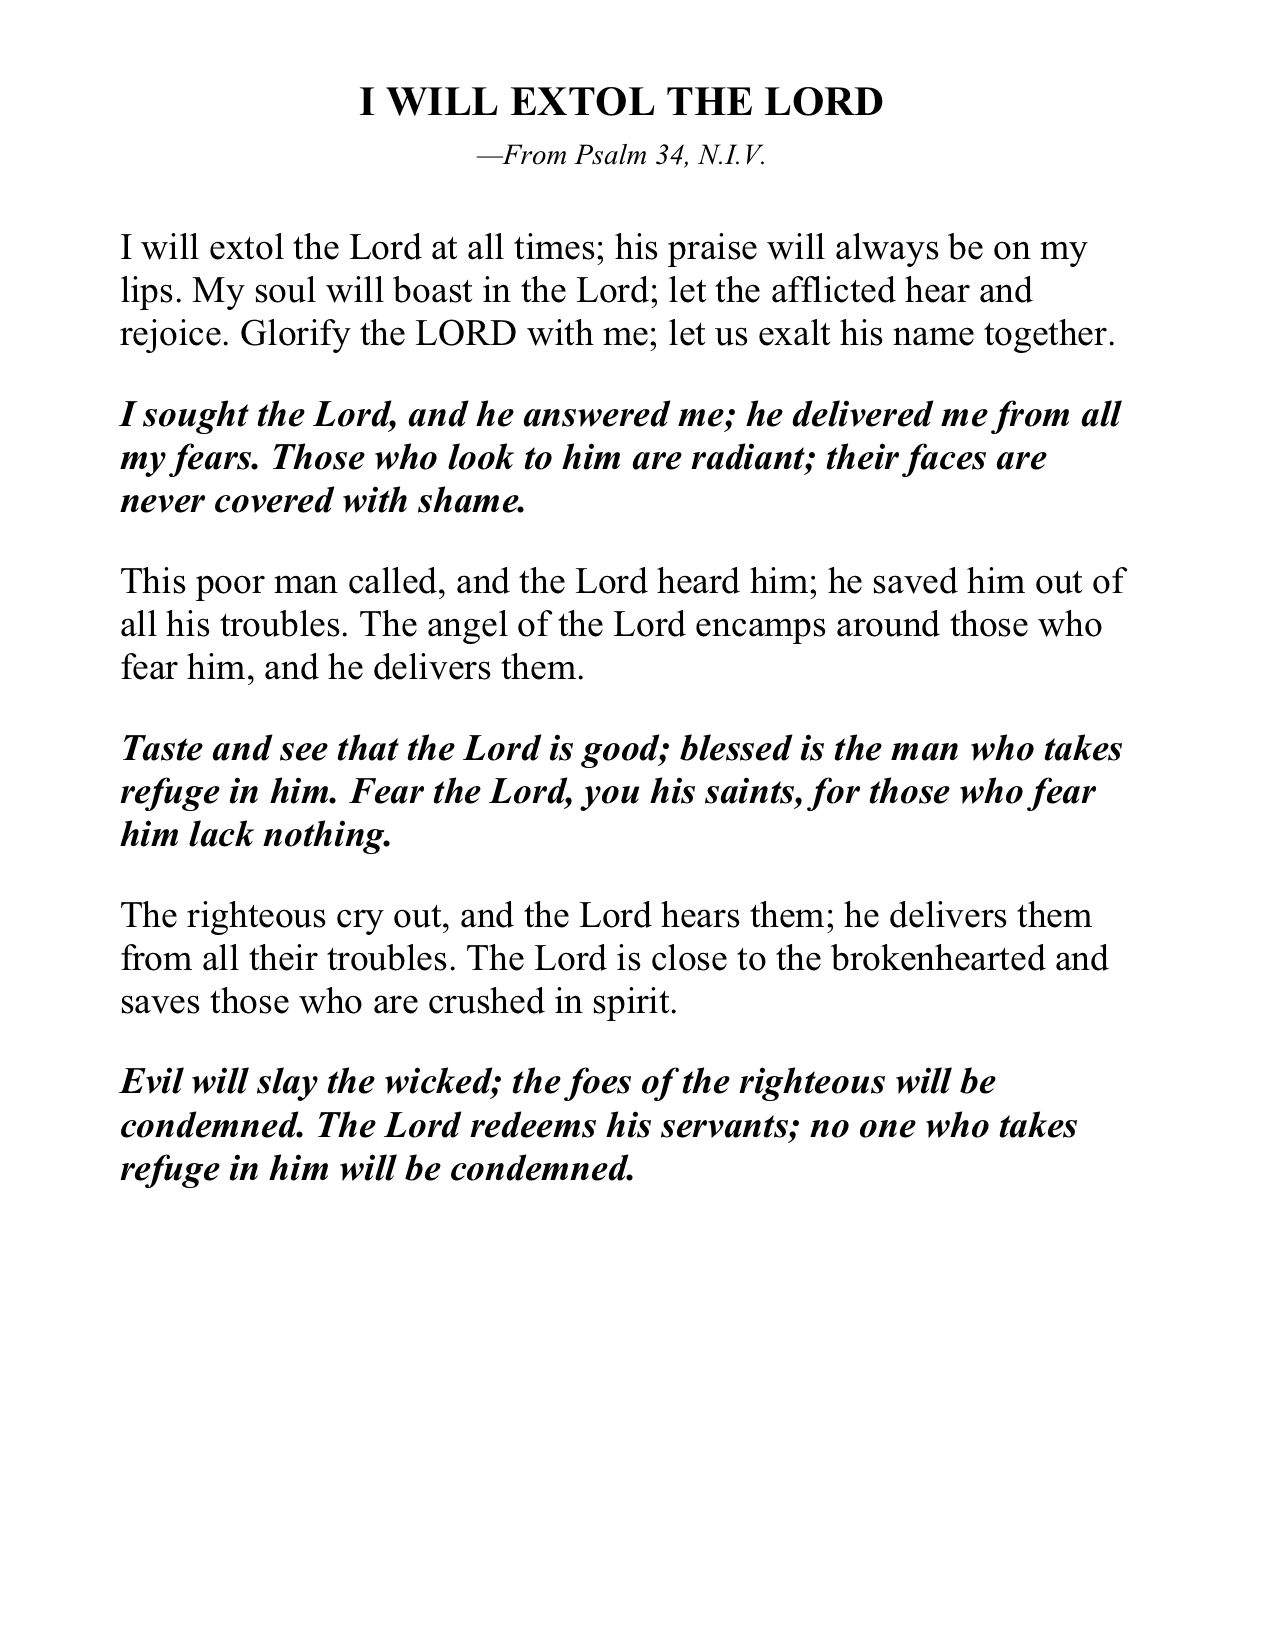 I WILL EXTOL THE LORD
—From Psalm 34, N.I.V.
I will extol the Lord at all times; his praise will always be on my
lips. My soul will boast in the Lord; let the afflicted hear and
rejoice. Glorify the LORD with me; let us exalt his name together.
I sought the Lord, and he answered me; he delivered me from all
my fears. Those who look to him are radiant; their faces are
never covered with shame.
This poor man called, and the Lord heard him; he saved him out of
all his troubles. The angel of the Lord encamps around those who
fear him, and he delivers them.
Taste and see that the Lord is good; blessed is the man who takes
refuge in him. Fear the Lord, you his saints, for those who fear
him lack nothing.
The righteous cry out, and the Lord hears them; he delivers them
from all their troubles. The Lord is close to the brokenhearted and
saves those who are crushed in spirit.
Evil will slay the wicked; the foes of the righteous will be
condemned. The Lord redeems his servants; no one who takes
refuge in him will be condemned.